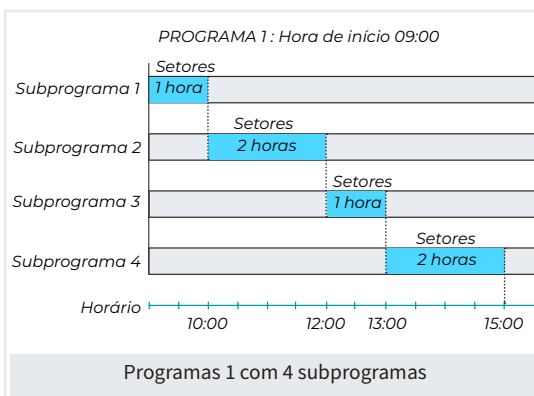 PROGRAMA 1 : Hora de início 09:00
Setores
Subprograma 1 1 hora
Setores
Subprograma 2 2 horas
Setores
Subprograma 3 1 hora
Setores
Subprograma 4 2 horas
Horário
10:00 12:00 13:00 15:00
Programas 1 com 4 subprogramas